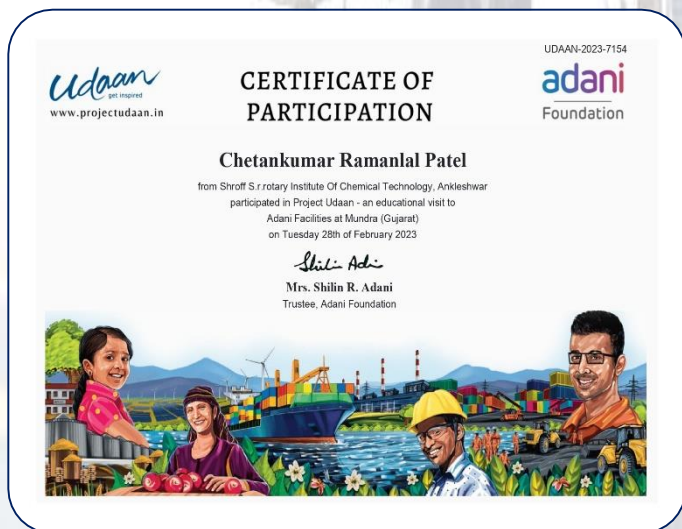 UDAAN-2023-7154
Udaan
get inspired
www.projectudaan.in
CERTIFICATE OF
PARTICIPATION
adani
Foundation
Chetankumar Ramanlal Patel
from Shroff S.r.rotary Institute Of Chemical Technology, Ankleshwar
participated in Project Udaan - an educational visit to
Adani Facilities at Mundra (Gujarat)
on Tuesday 28th of February 2023
Shilin Adani
Mrs. Shilin R. Adani
Trustee, Adani Foundation